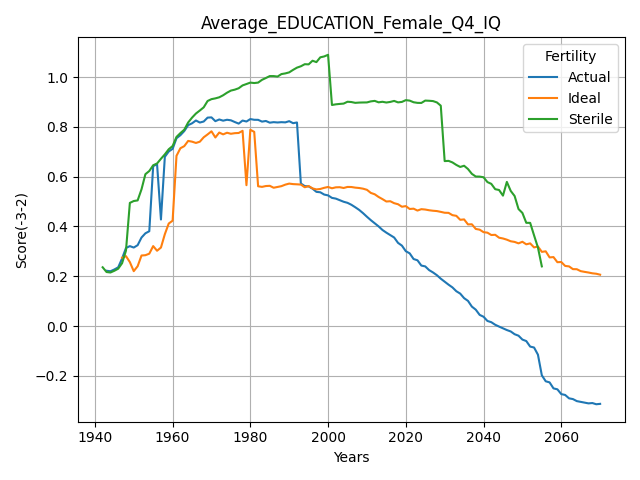 Average_EDUCATION_Female_Q4_IQ
Fertility
Actual
Ideal
Sterile
Score(-3-2)
1.0
0.8
0.6
0.4
0.2
0.0
−0.2
1940 1960 1980 2000 2020 2040 2060
Years